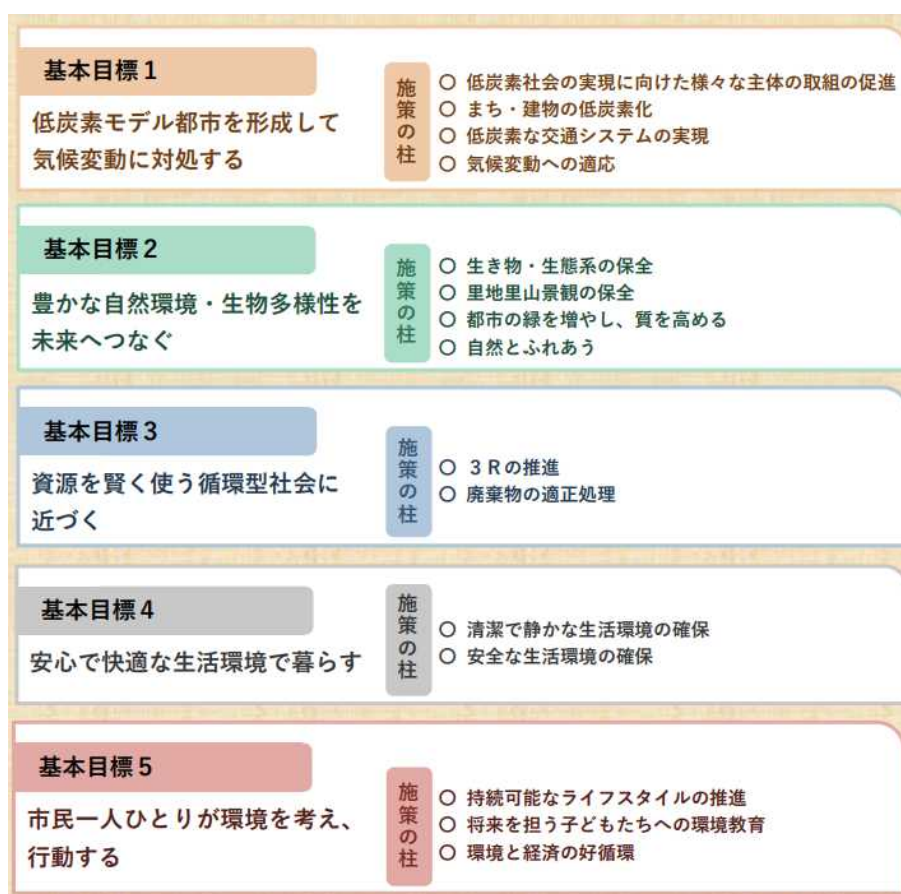 基本目標1
低炭素モデル都市を形成して
気候変動に対処する
施策の柱
〇 低炭素社会の実現に向けた様々な主体の取組の促進
〇 まち・建物の低炭素化
〇 低炭素な交通システムの実現
〇 気候変動への適応
基本目標2
豊かな自然環境・生物多様性を
未来へつなぐ
施策の柱
〇 生き物・生態系の保全
〇 里地里山景観の保全
〇 都市の緑を増やし、質を高める
〇 自然とふれあう
基本目標3
資源を賢く使う循環型社会に
近づく
施策の柱
〇 3Rの推進
〇 廃棄物の適正処理
基本目標4
安心で快適な生活環境で暮らす
施策の柱
〇 清潔で静かな生活環境の確保
〇 安全な生活環境の確保
基本目標5
市民一人ひとりが環境を考え、
行動する
施策の柱
〇 持続可能なライフスタイルの推進
〇 将来を担う子どもたちへの環境教育
〇 環境と経済の好循環